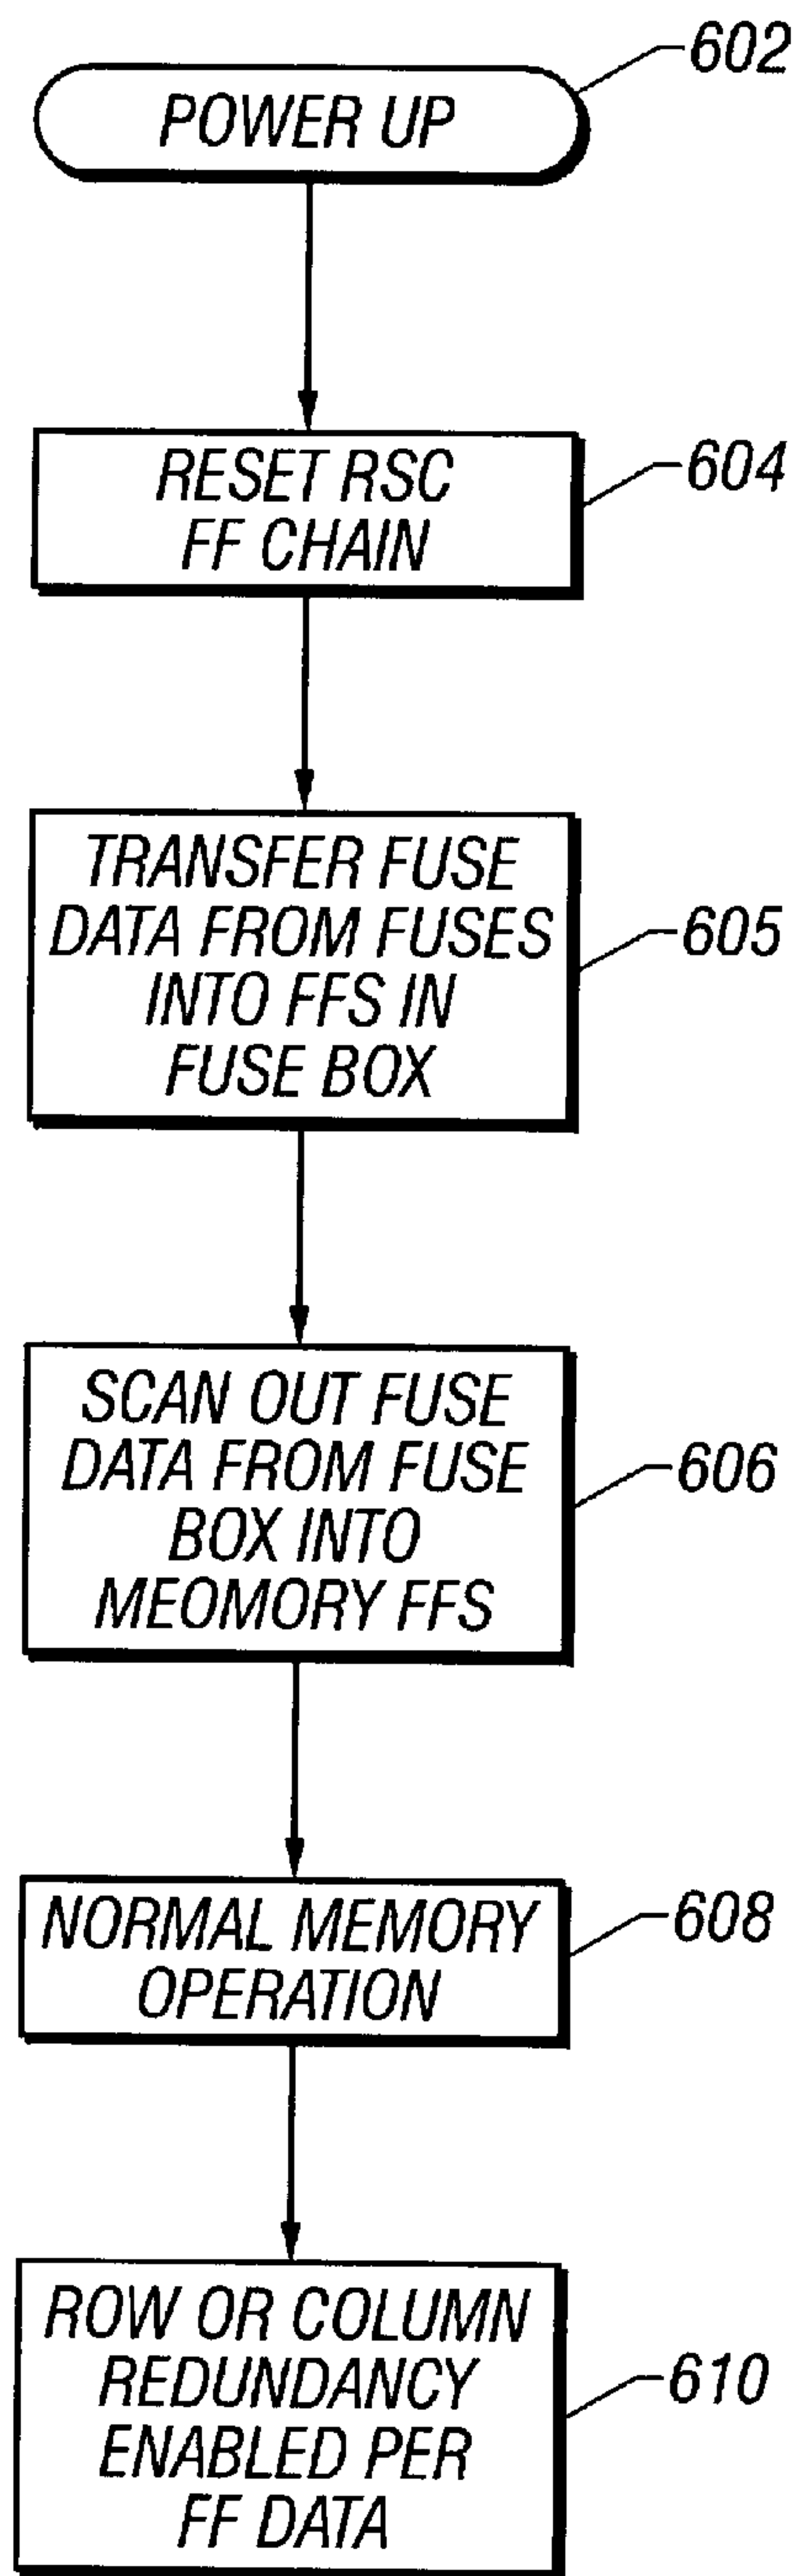 POWER UP
602
RESET RSC
FF CHAIN
604
TRANSFER FUSE
DATA FROM FUSES
INTO FFS IN
FUSE BOX
605
SCAN OUT FUSE
DATA FROM FUSE
BOX INTO
MEOMORY FFS
606
NORMAL MEMORY
OPERATION
608
ROW OR COLUMN
REDUNDANCY
ENABLED PER
FF DATA
610